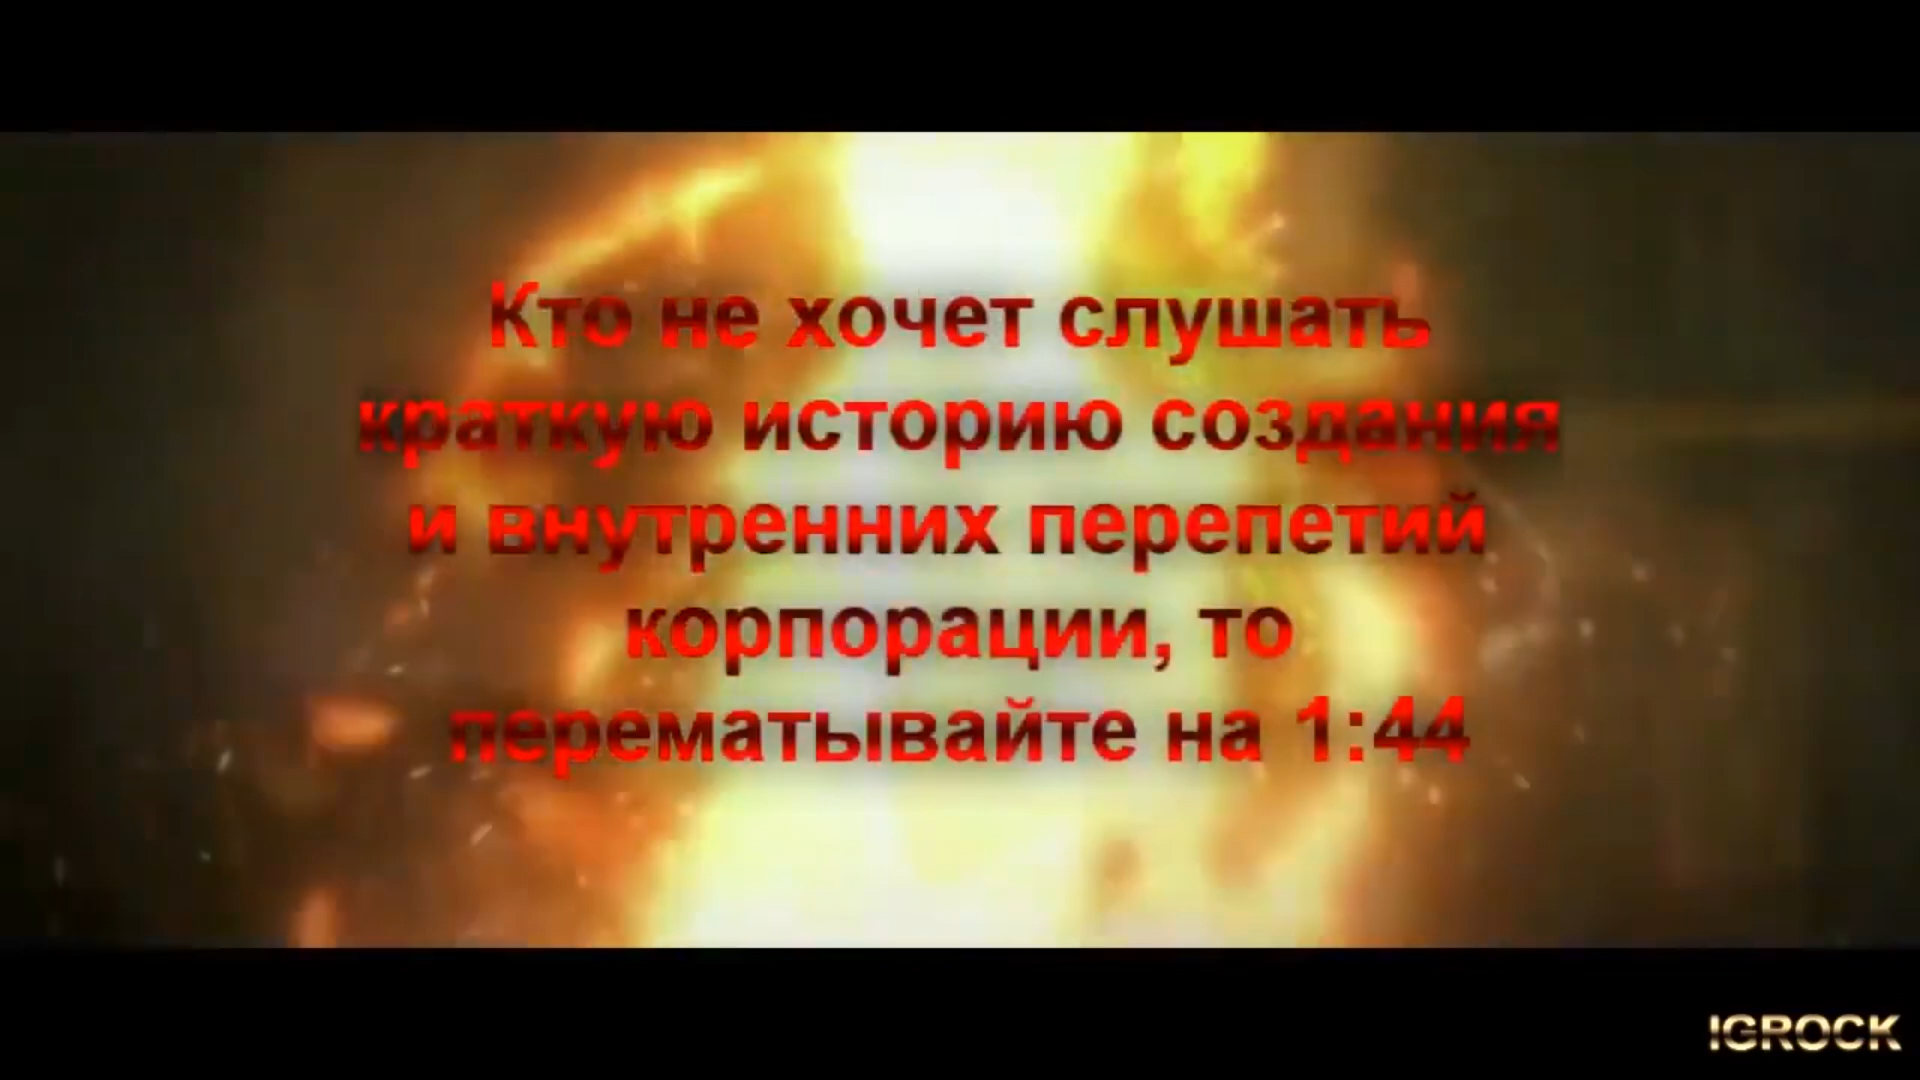 Кто не хочет слушать
краткую историю создания
и внутренних перепетий
корпорации, то
перематывайте на 1:44
IGROCK